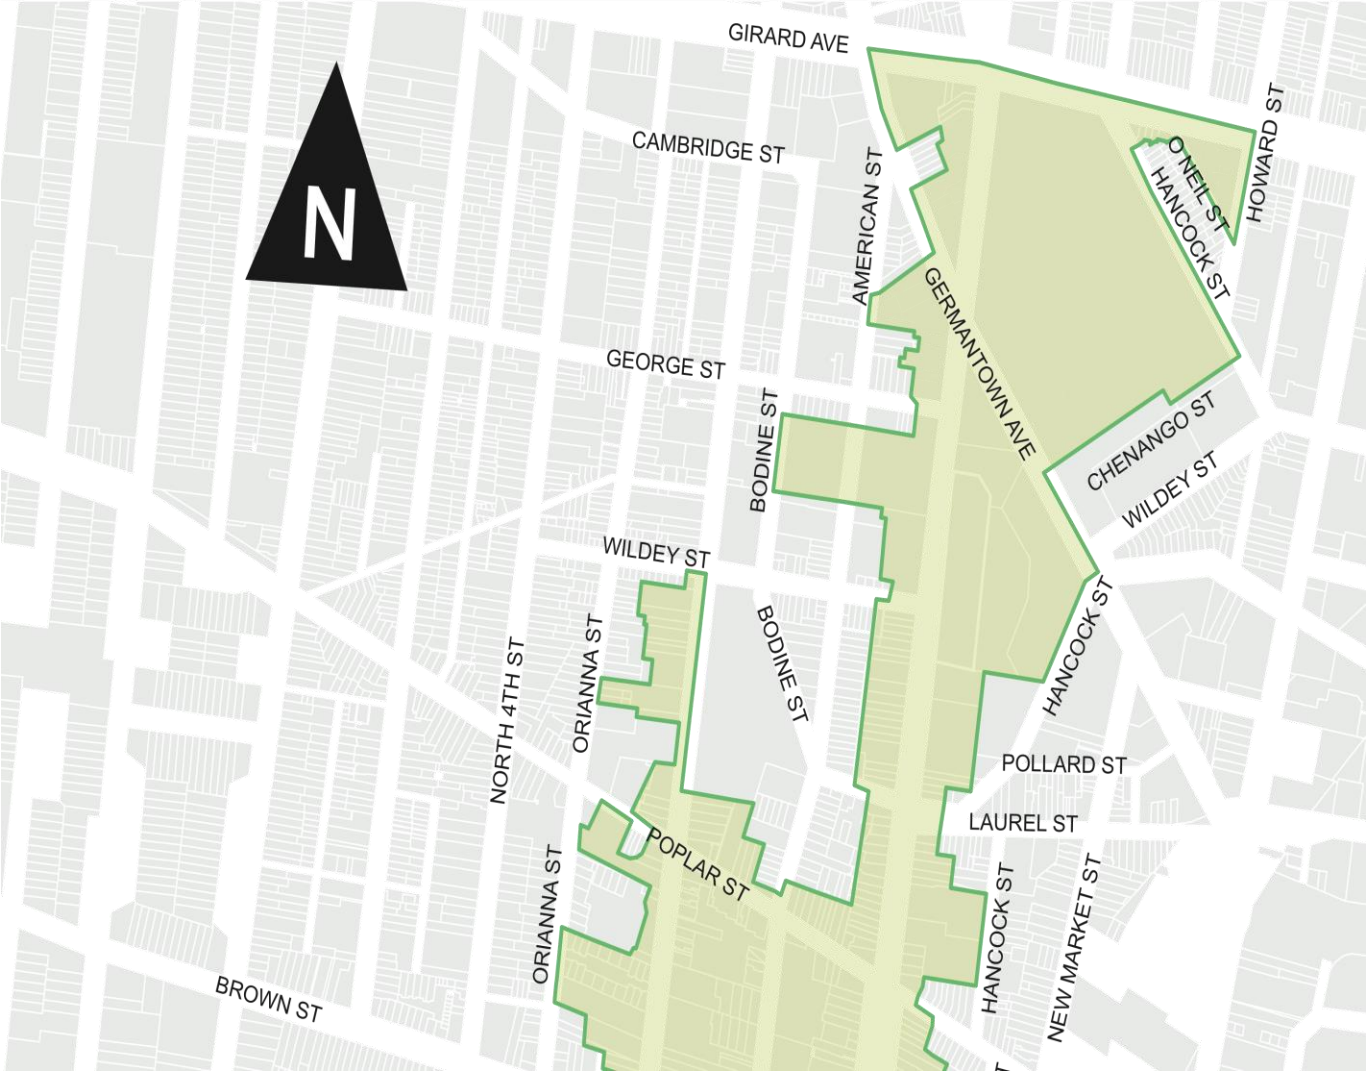 GIRARD AVE
CAMBRIDGE ST
N
AMERICAN ST
O NEIL ST
HANCOCK ST
HOWARD ST
GERMANTOWN AVE
GEORGE ST
BODINE ST
CHENANGO ST
WILDEY ST
WILDEY ST
BODINE ST
HANCOCK ST
ORIANNA ST
NORTH 4TH ST
POLLARD ST
LAUREL ST
POPLAR ST
ORIANNA ST
HANCOCK ST
NEW MARKET ST
BROWN ST